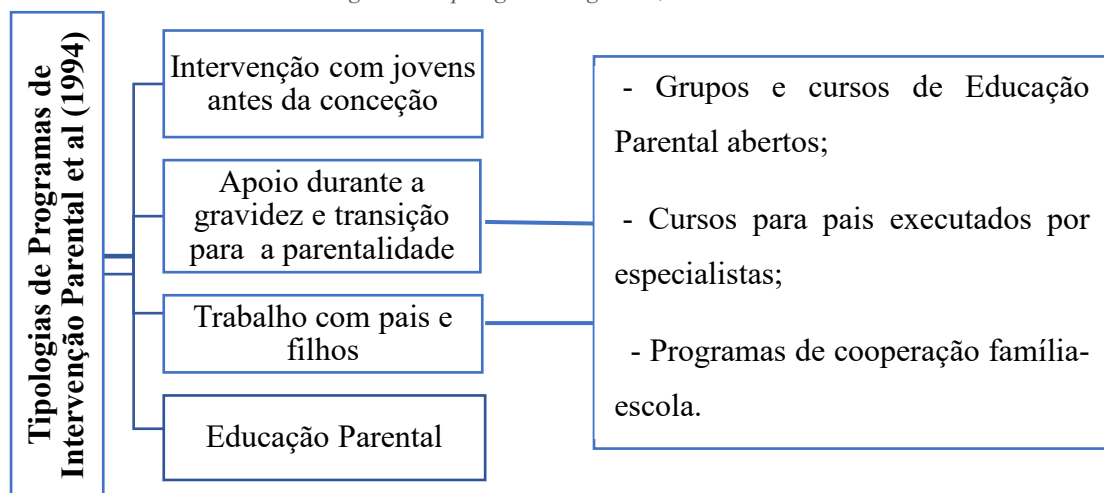 Tipologias de Programas de
Intervenção Parental et al (1994)
Intervenção com jovens
antes da conceção
Apoio durante a
gravidez e transição
para a parentalidade
Trabalho com pais e
filhos
Educação Parental
- Grupos e cursos de Educação
Parental abertos;
- Cursos para pais executados por
especialistas;
- Programas de cooperação família-
escola.